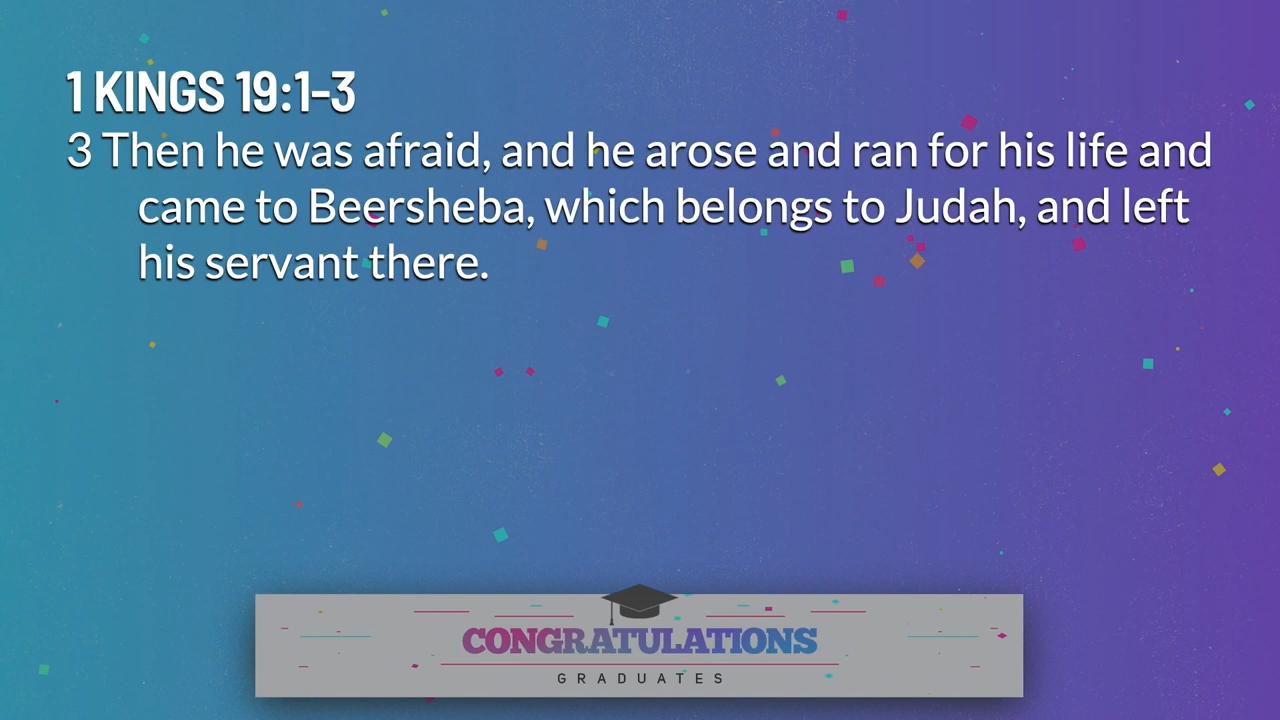 1 KINGS 19:1-3
3 Then he was afraid, and he arose and ran for his life and
came to Beersheba, which belongs to Judah, and left
his servant there.
CONGRATULATIONS
GRADUATES